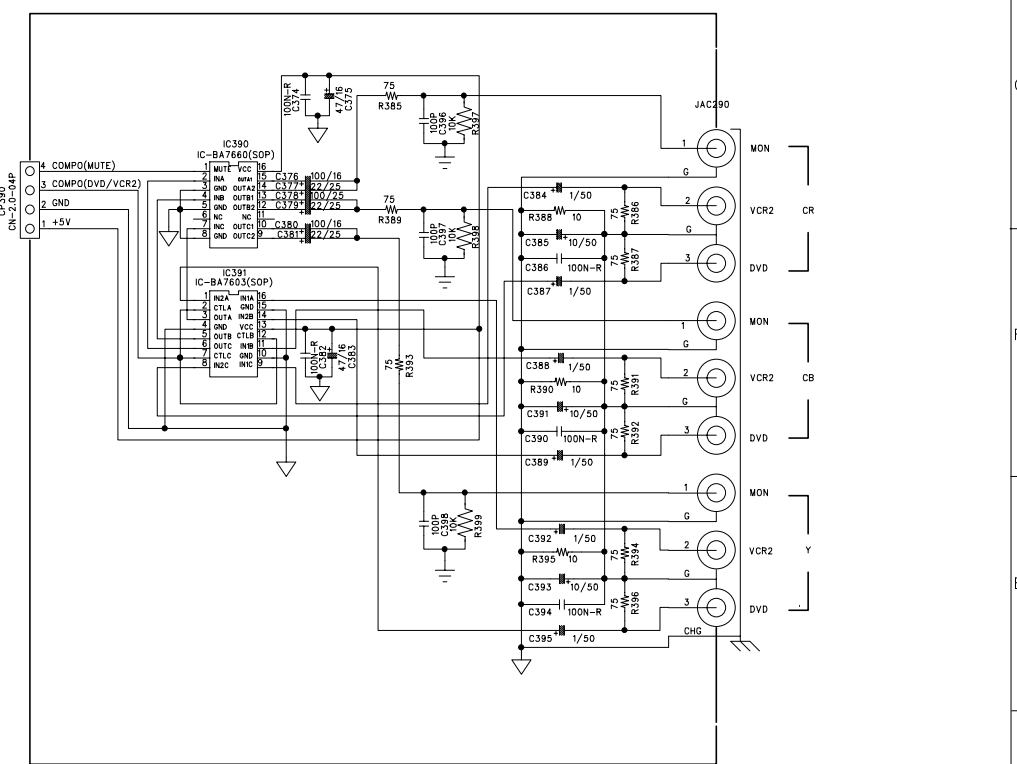 JAC290
CP390
CN-2.0-04P
4 COMPO(MUTE)
3 COMPO(DVD/VCR2)
2 GND
1 +5V
100N-R
C374
47/16
C375
75
R385
100P
C396
10K
R397
IC390
IC-BA7660(SOP)
1 MUTE VCC 16
2 INA OUTA1 15
3 GND OUTA2 14
4 INB OUTB1 13
5 GND OUTB2 12
6 NC NC 11
7 INC OUTC1 10
8 GND OUTC2 9
C376 100/16
C377 + 22/25
C378 + 100/25
C379 + 22/25
C380 100/16
C381 + 22/25
75
R389
100P
C397
10K
R398
IC391
IC-BA7603(SOP)
1 IN2A IN1A 16
2 CTLA GND 15
3 OUTA IN2B 14
4 GND VCC 13
5 OUTB CTLB 12
6 OUTC IN1B 11
7 CTLC GND 10
8 IN2C IN1C 9
100N-R
C382
47/16
C383
75
R393
100P
C398
10K
R399
C384 + 1/50
R388 10
C385 + 10/50
C386 100N-R
C387 + 1/50
75
R386
75
R387
C388 + 1/50
R390 10
C391 + 10/50
C390 100N-R
C389 + 1/50
75
R391
75
R392
C392 + 1/50
R395 10
C393 + 10/50
C394 100N-R
C395 + 1/50
75
R394
75
R396
1 MON
G
2 VCR2 CR
G
3 DVD
1 MON
G
2 VCR2 CB
G
3 DVD
1 MON
G
2 VCR2 Y
G
3 DVD
CHG